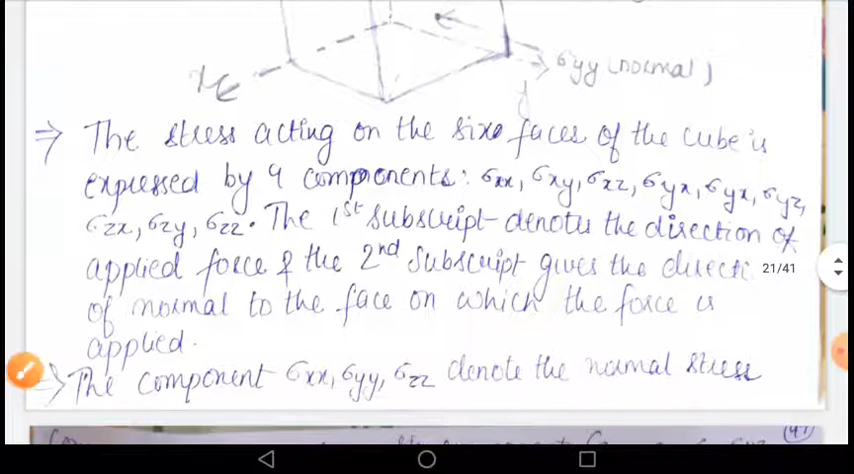 x
σyy (normal)
y
⇒ The stress acting on the six faces of the cube is
expressed by 9 components: σxx, σxy, σxz, σyx, σyx, σyz,
σzx, σzy, σzz. The 1st subscript denotes the direction of
applied force & the 2nd subscript gives the directi
21/41
of normal to the face on which the force is
applied.
⇒ The component σxx, σyy, σzz denote the normal stress
(47)